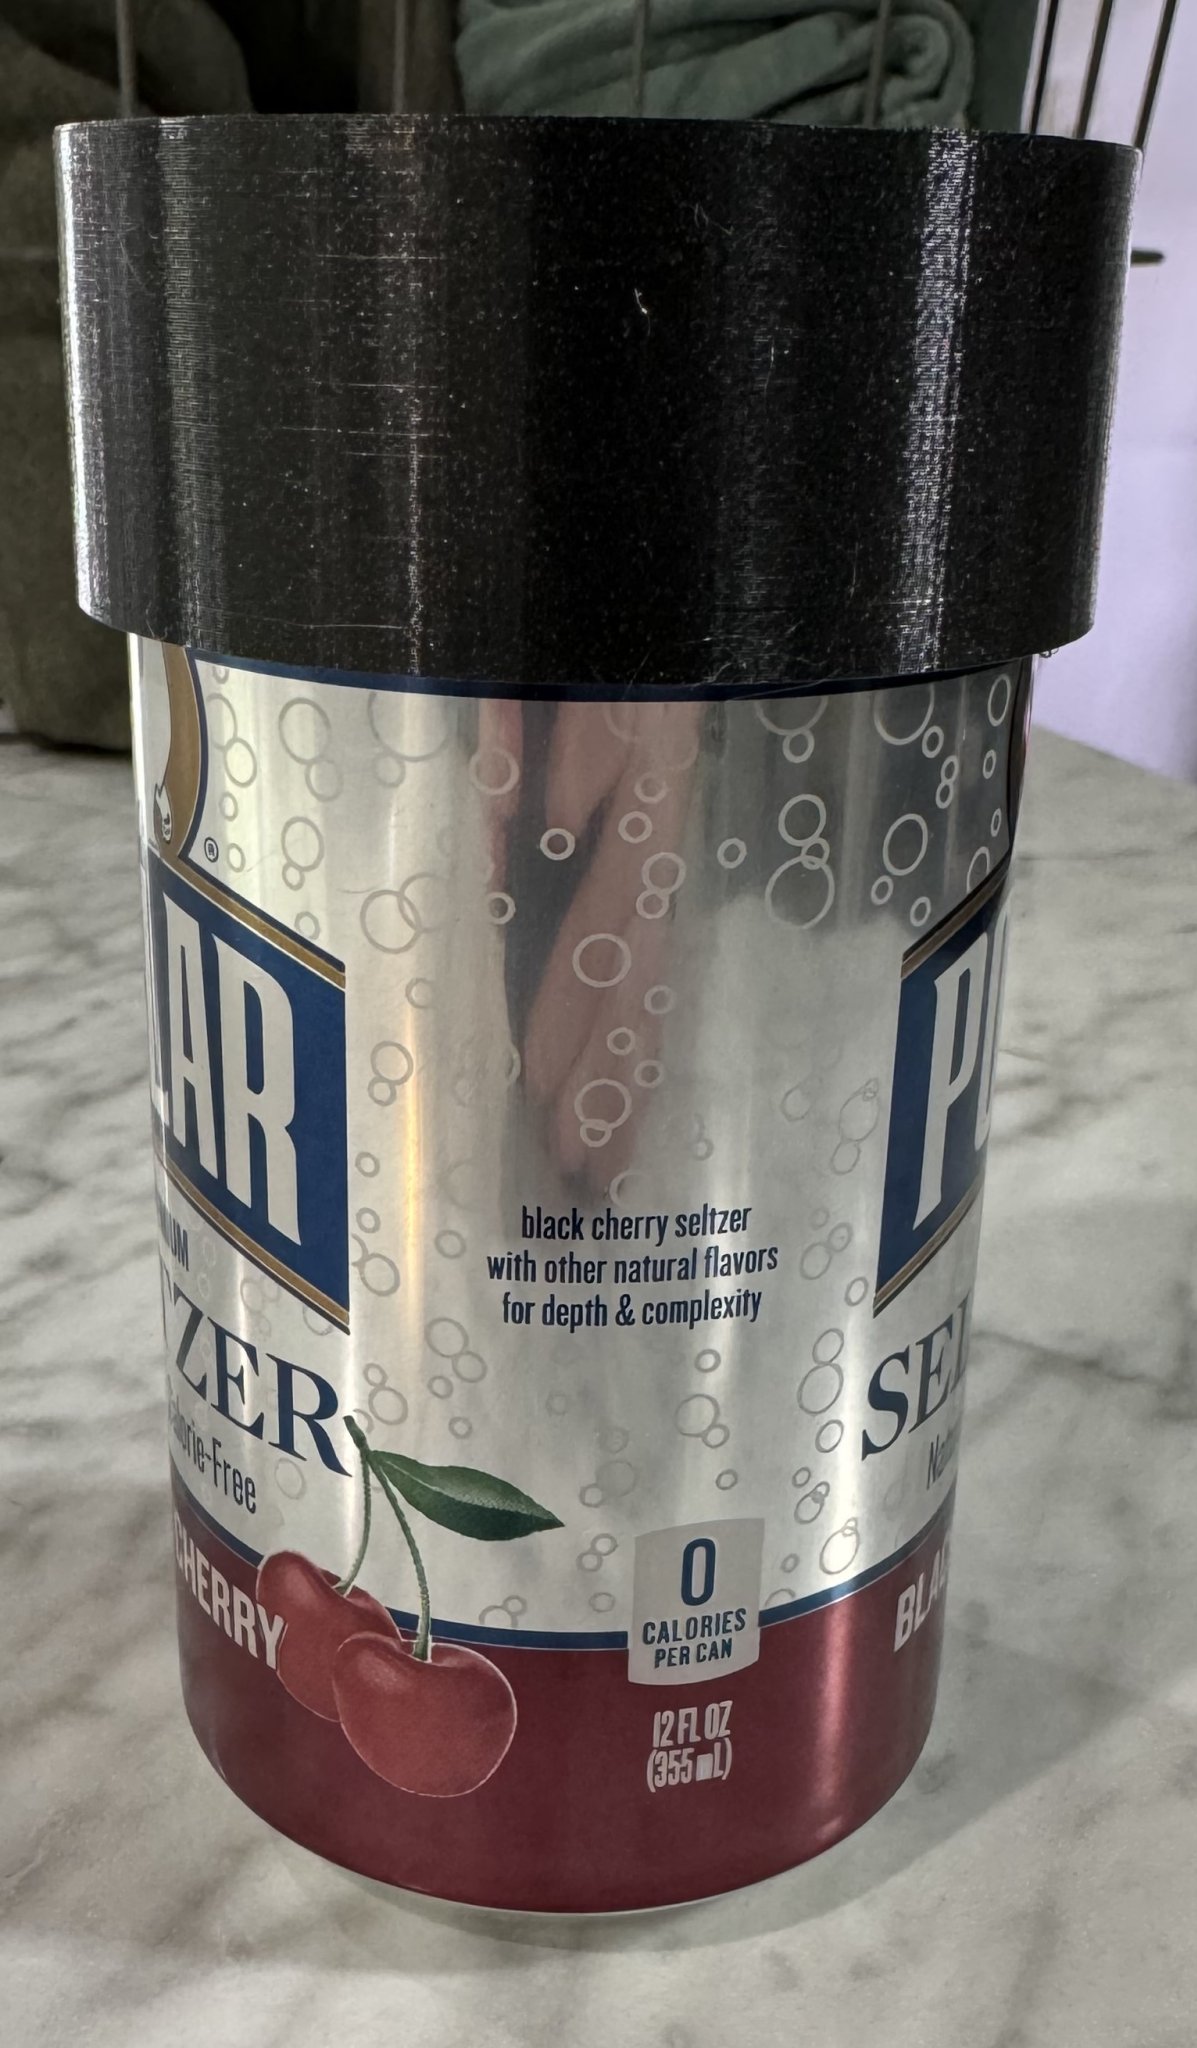 ®
LAR
TZER
Calorie-Free
CHERRY
black cherry seltzer
with other natural flavors
for depth & complexity
0
CALORIES
PER CAN
12 FL OZ
(355 mL)
PO
SEL